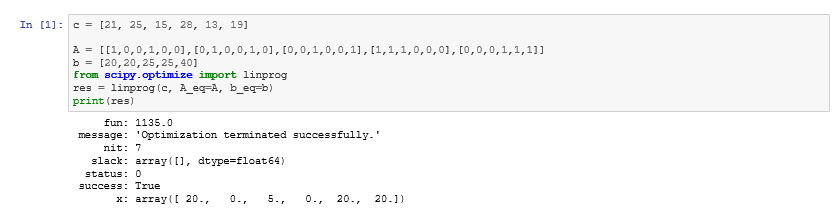 In [1]: c = [21, 25, 15, 28, 13, 19]
A = [[1,0,0,1,0,0],[0,1,0,0,1,0],[0,0,1,0,0,1],[1,1,1,0,0,0],[0,0,0,1,1,1]]
b = [20,20,25,25,40]
from scipy.optimize import linprog
res = linprog(c, A_eq=A, b_eq=b)
print(res)
fun: 1135.0
message: 'Optimization terminated successfully.'
nit: 7
slack: array([], dtype=float64)
status: 0
success: True
x: array([ 20.,   0.,   5.,   0.,  20.,  20.])